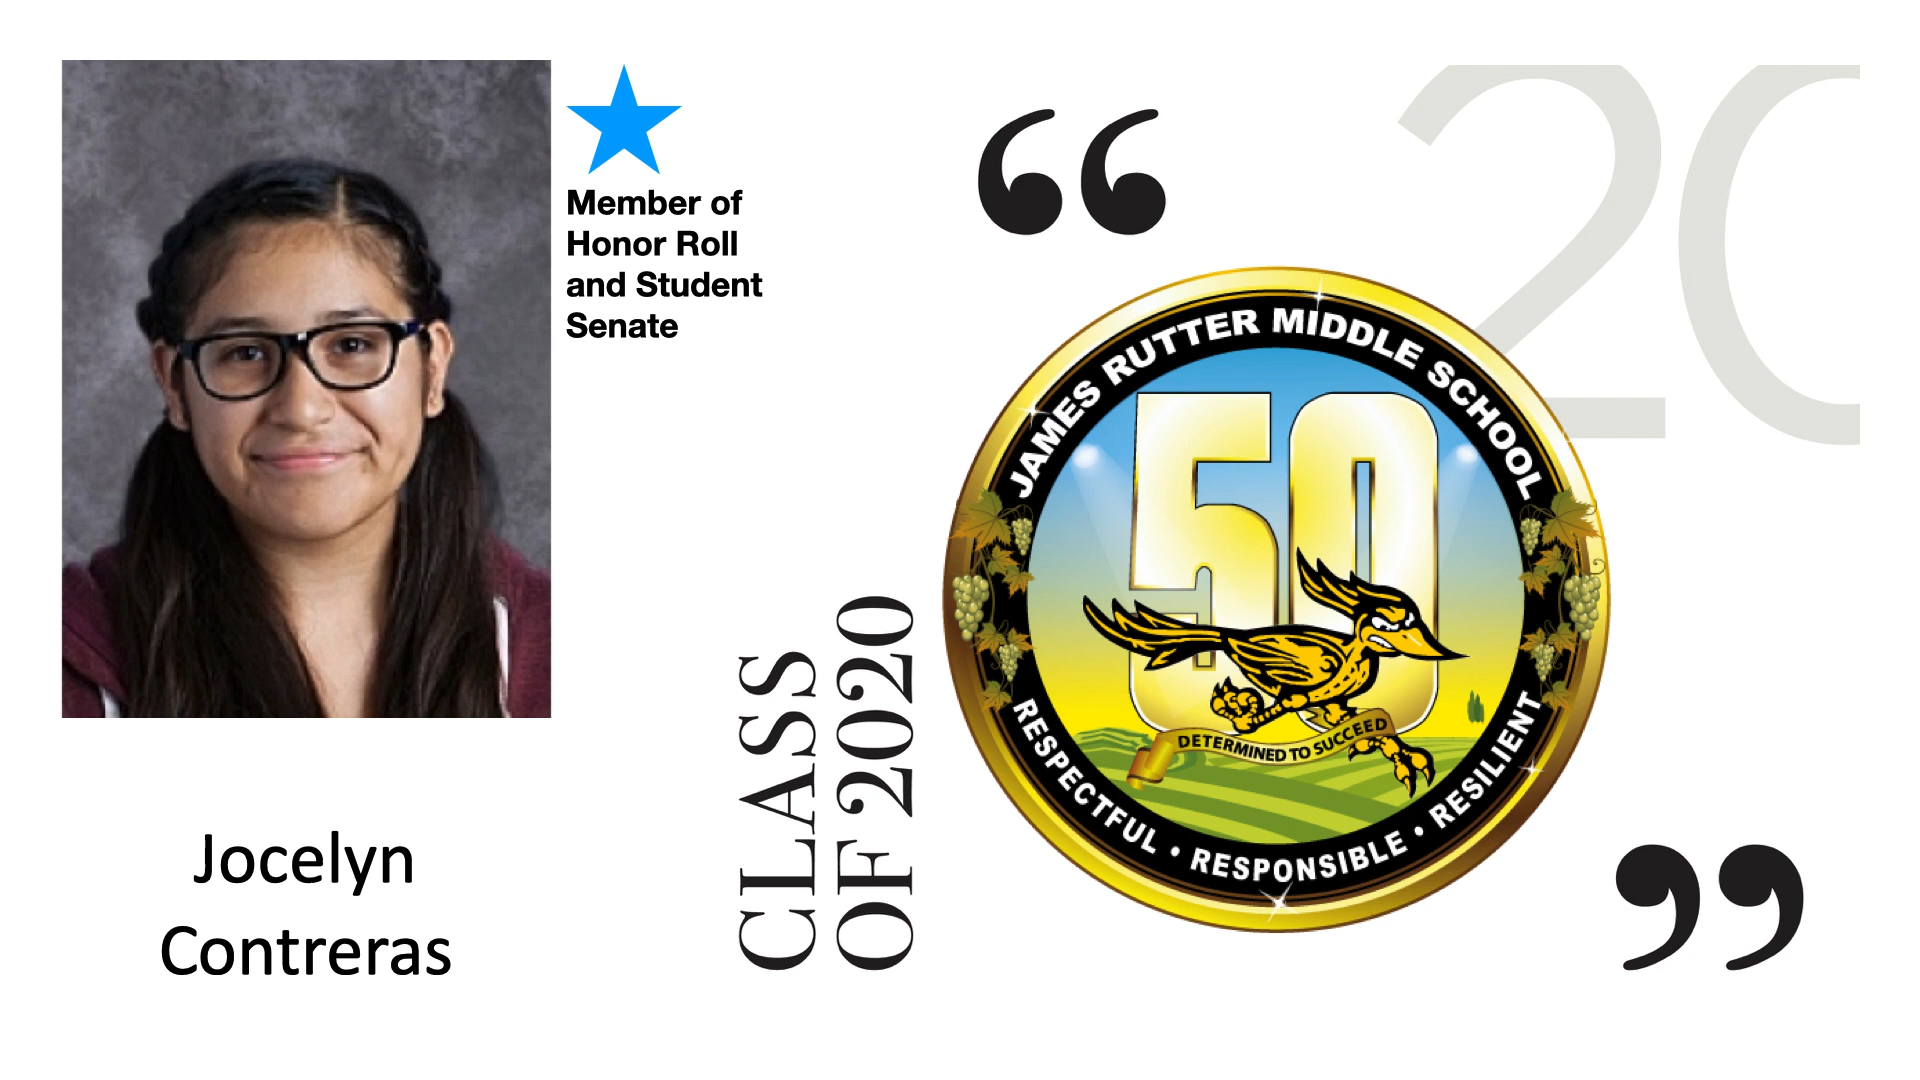 Member of
Honor Roll
and Student
Senate
Jocelyn
Contreras
CLASS
OF 2020
“
20
JAMES RUTTER MIDDLE SCHOOL
50
DETERMINED TO SUCCEED
RESPECTFUL • RESPONSIBLE • RESILIENT
”